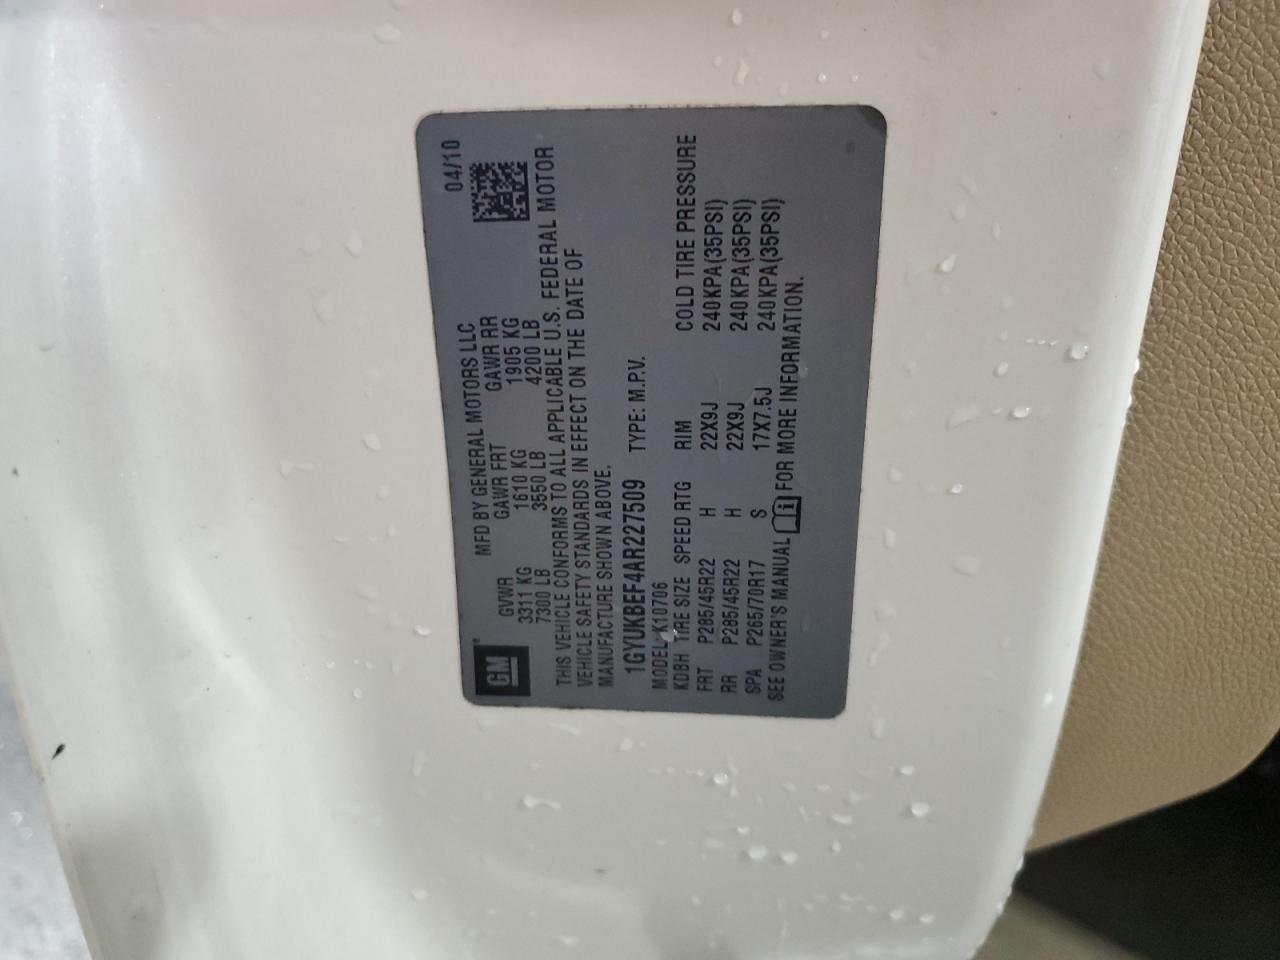 04/10
GM
MFD BY GENERAL MOTORS LLC
GVWR GAWR FRT GAWR RR
3311 KG 1610 KG 1905 KG
7300 LB 3550 LB 4200 LB
THIS VEHICLE CONFORMS TO ALL APPLICABLE U.S. FEDERAL MOTOR
VEHICLE SAFETY STANDARDS IN EFFECT ON THE DATE OF
MANUFACTURE SHOWN ABOVE.
1GYUKBEF4AR227509 TYPE: M.P.V.
MODEL: K10706
KDBH TIRE SIZE SPEED RTG RIM COLD TIRE PRESSURE
FRT P285/45R22 H 22X9J 240KPA(35PSI)
RR P285/45R22 H 22X9J 240KPA(35PSI)
SPA P265/70R17 S 17X7.5J 240KPA(35PSI)
SEE OWNER'S MANUAL i FOR MORE INFORMATION.